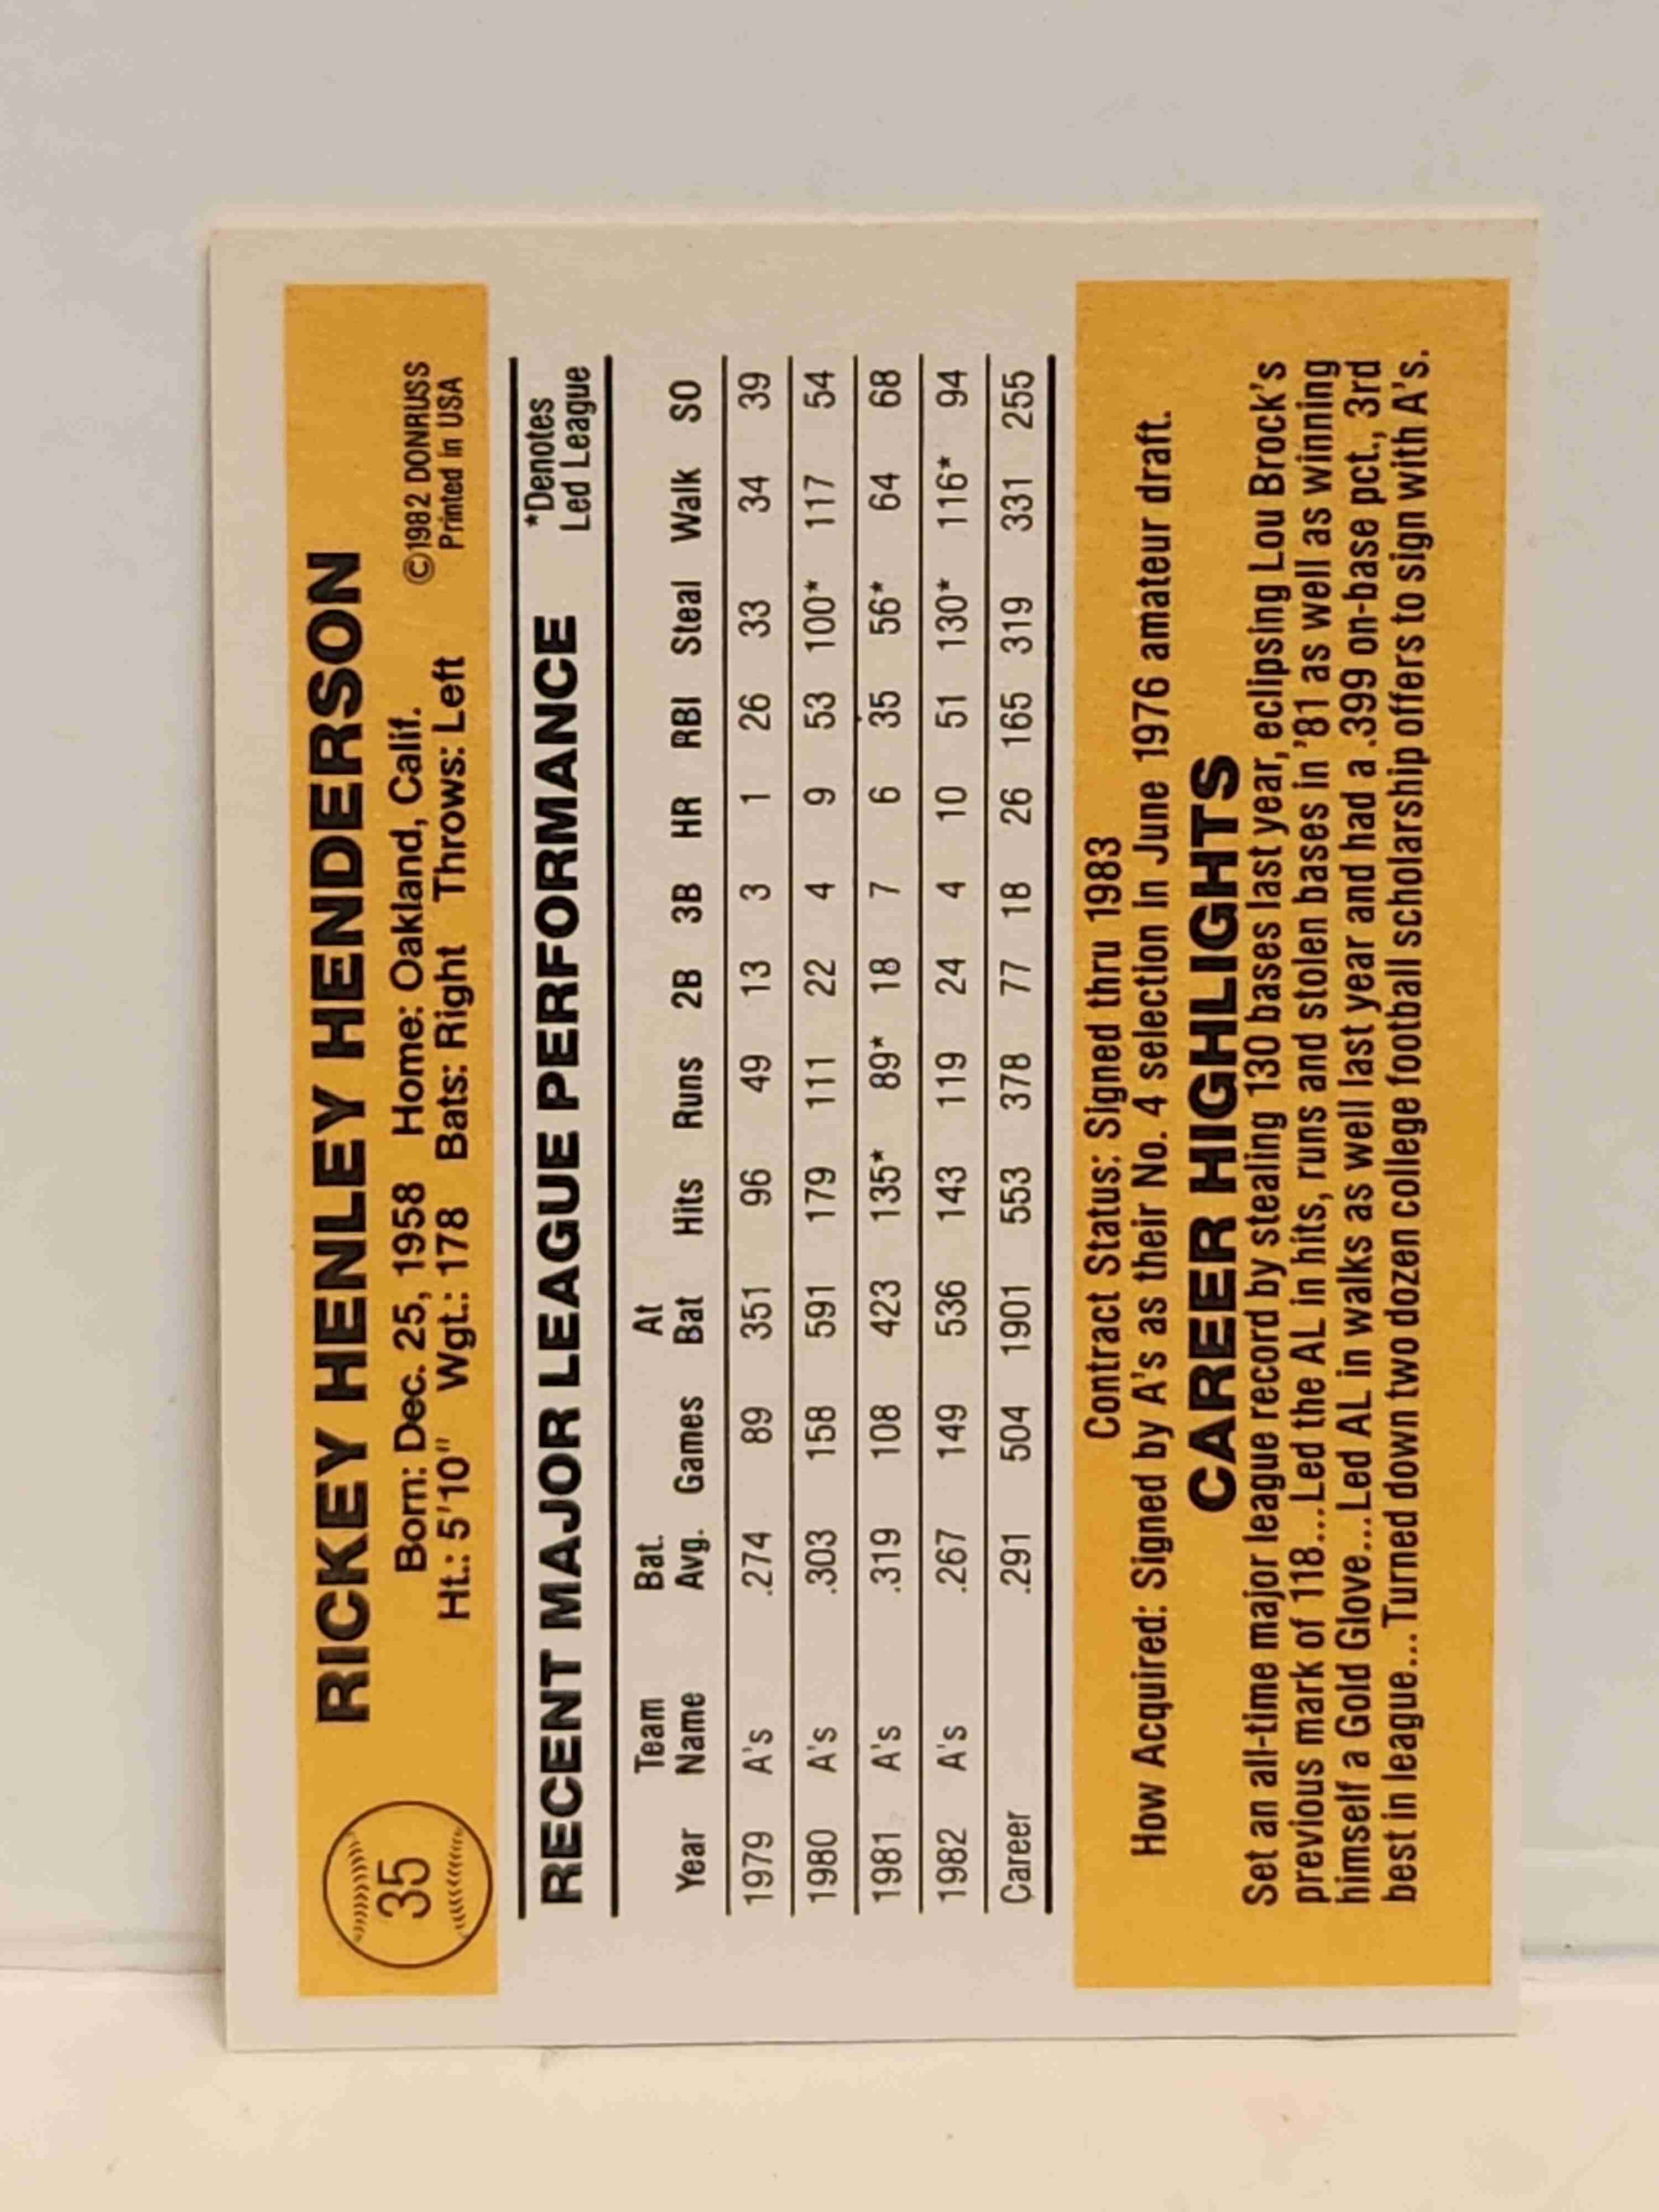 35
RICKEY HENLEY HENDERSON
Born: Dec. 25, 1958 Home: Oakland, Calif. ©1982 DONRUSS
Ht.: 5'10" Wgt.: 178 Bats: Right Throws: Left Printed in USA
RECENT MAJOR LEAGUE PERFORMANCE *Denotes
Led League
Team Bat. At
Year Name Avg. Games Bat Hits Runs 2B 3B HR RBI Steal Walk SO
1979 A's .274 89 351 96 49 13 3 1 26 33 34 39
1980 A's .303 158 591 179 111 22 4 9 53 100* 117 54
1981 A's .319 108 423 135* 89* 18 7 6 35 56* 64 68
1982 A's .267 149 536 143 119 24 4 10 51 130* 116* 94
Career .291 504 1901 553 378 77 18 26 165 319 331 255
Contract Status: Signed thru 1983
How Acquired: Signed by A's as their No. 4 selection in June 1976 amateur draft.
CAREER HIGHLIGHTS
Set an all-time major league record by stealing 130 bases last year, eclipsing Lou Brock's
previous mark of 118...Led the AL in hits, runs and stolen bases in '81 as well as winning
himself a Gold Glove...Led AL in walks as well last year and had a .399 on-base pct., 3rd
best in league...Turned down two dozen college football scholarship offers to sign with A's.